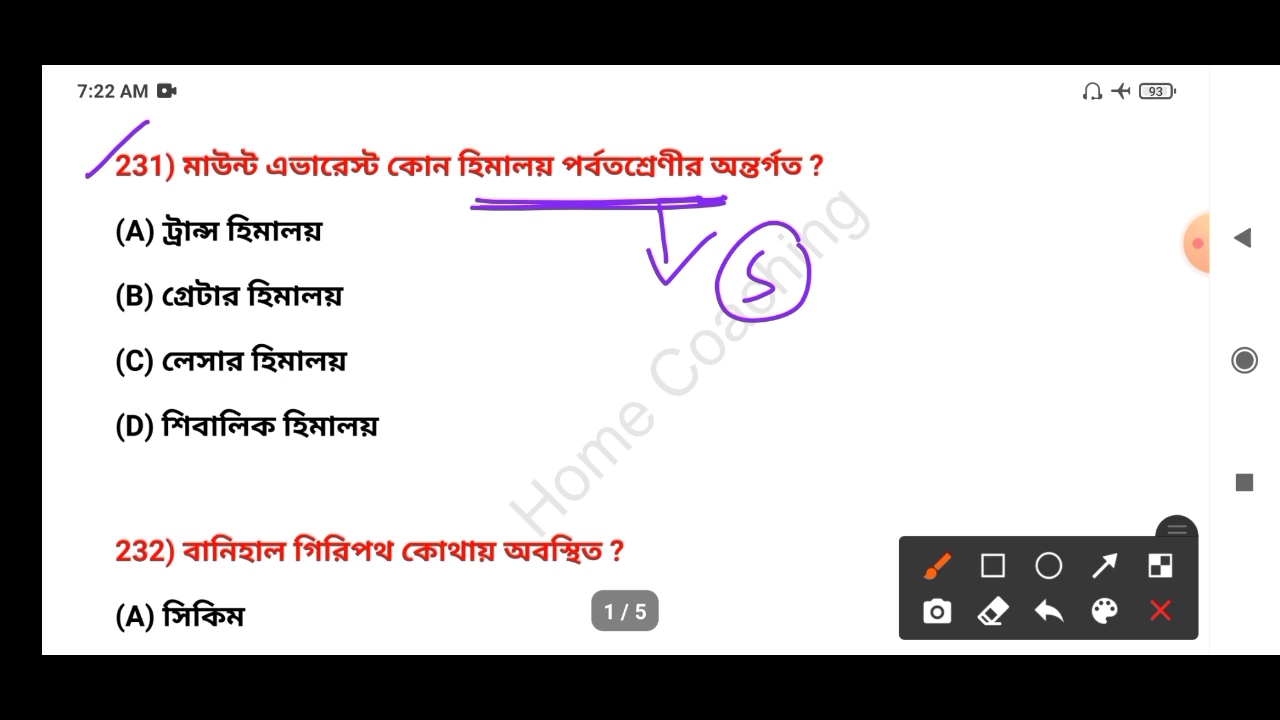 7:22 AM
93
231) মাউন্ট এভারেস্ট কোন হিমালয় পর্বতশ্রেণীর অন্তর্গত ?
(A) ট্রান্স হিমালয়
S
(B) গ্রেটার হিমালয়
(C) লেসার হিমালয়
(D) শিবালিক হিমালয়
Home Coaching
232) বানিহাল গিরিপথ কোথায় অবস্থিত ?
(A) সিকিম
1 / 5